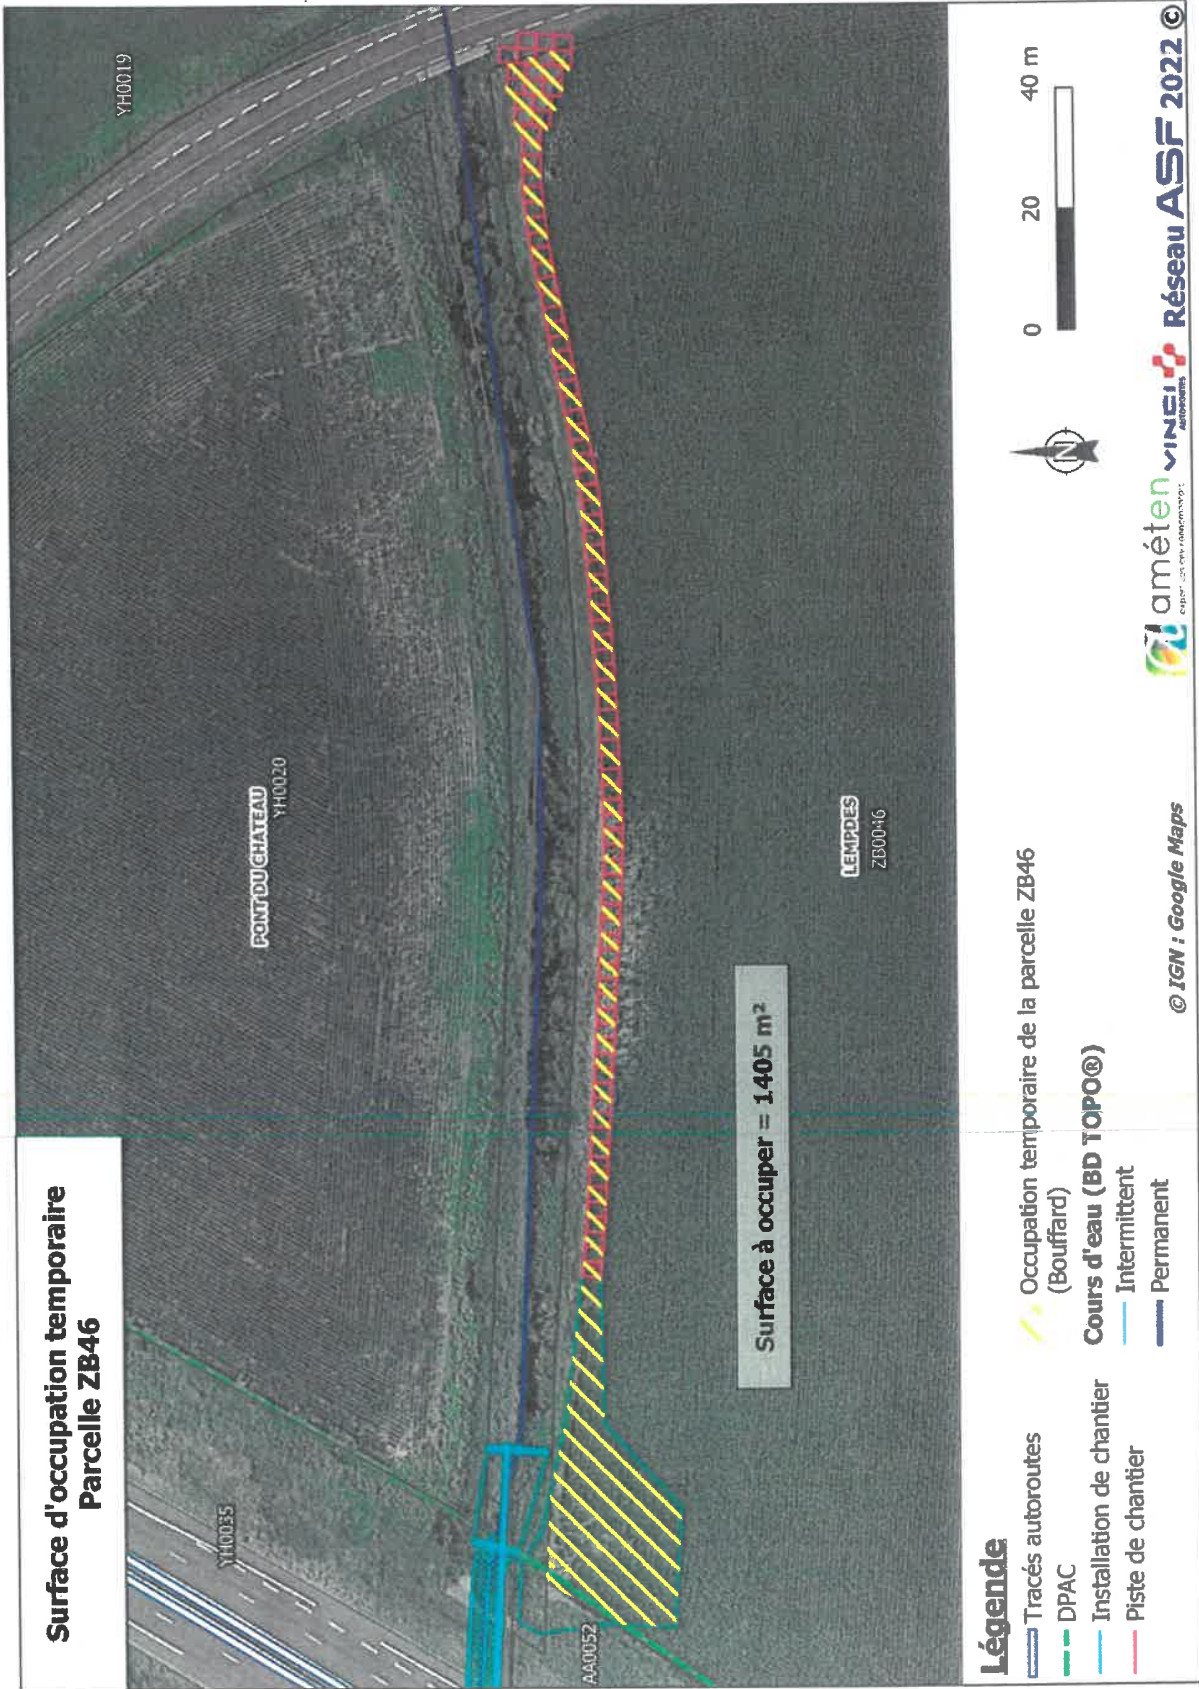 Surface d'occupation temporaire
Parcelle ZB46
YH0019
PONT DU CHATEAU
YH0020
YH0035
AA0052
LEMPDES
ZB0046
Surface à occuper = 1405 m²
Légende
Tracés autoroutes
DPAC
Installation de chantier
Piste de chantier
Occupation temporaire de la parcelle ZB46
(Bouffard)
Cours d'eau (BD TOPO®)
Intermittent
Permanent
0 20 40 m
N
© IGN : Google Maps
améten
VINCI
AUTOROUTES
Réseau ASF 2022 ©